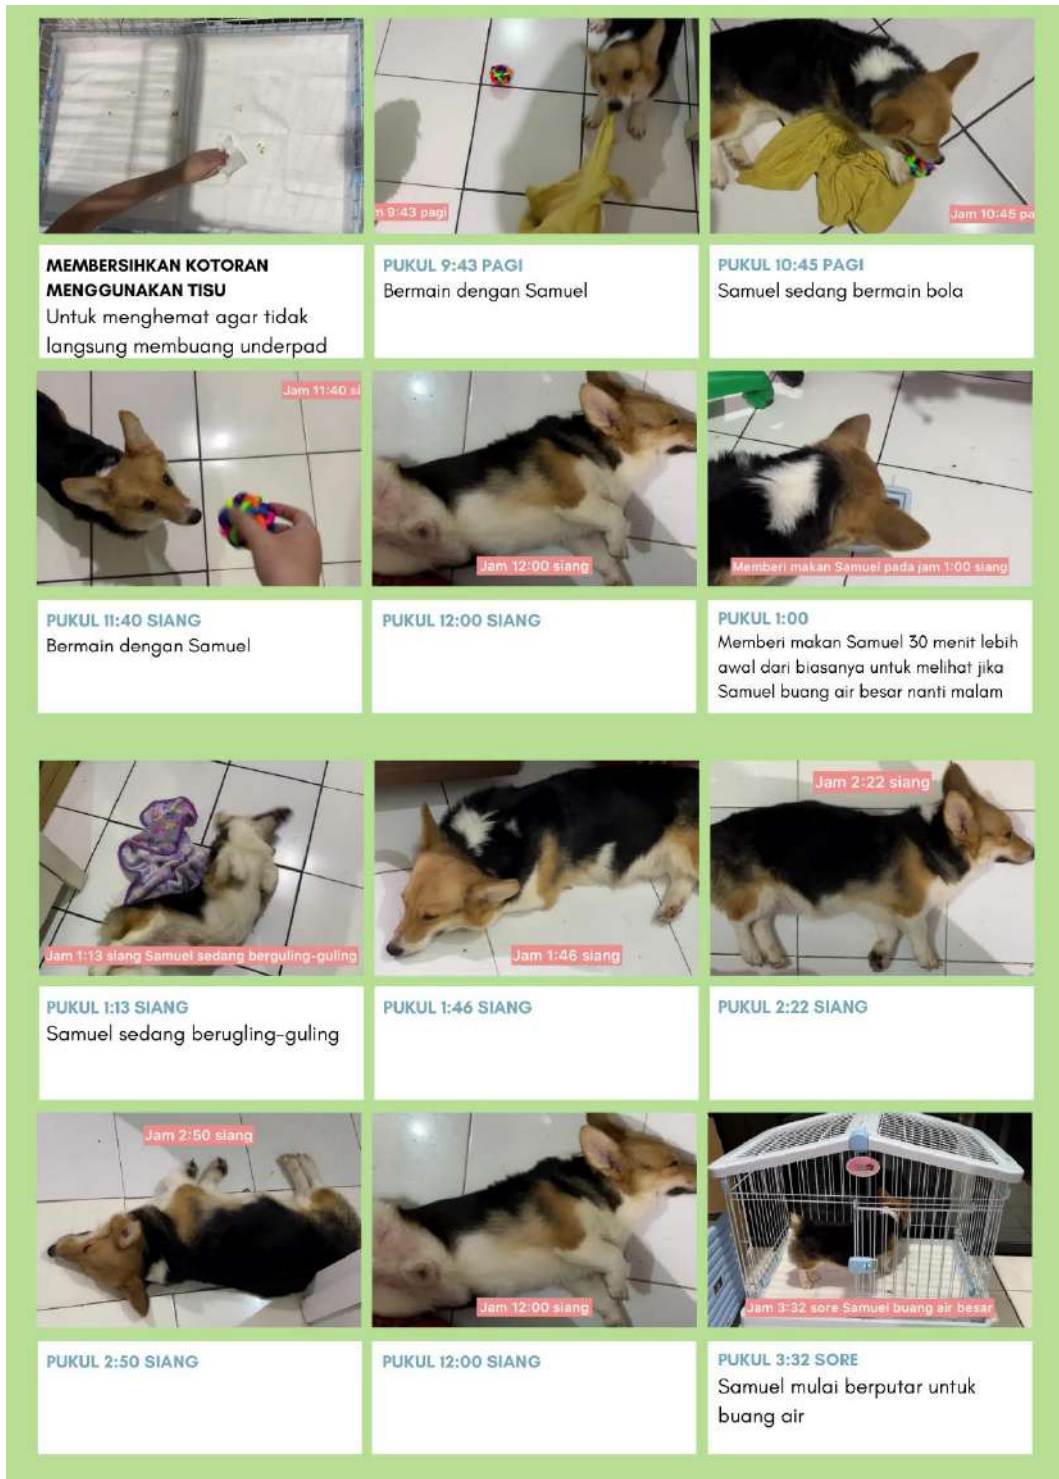 m 9:43 pagi
Jam 10:45 pa
MEMBERSIHKAN KOTORAN
MENGGUNAKAN TISU
Untuk menghemat agar tidak
langsung membuang underpad
PUKUL 9:43 PAGI
Bermain dengan Samuel
PUKUL 10:45 PAGI
Samuel sedang bermain bola
Jam 11:40 si
Jam 12:00 siang
Memberi makan Samuel pada jam 1:00 siang
PUKUL 11:40 SIANG
Bermain dengan Samuel
PUKUL 12:00 SIANG
PUKUL 1:00
Memberi makan Samuel 30 menit lebih
awal dari biasanya untuk melihat jika
Samuel buang air besar nanti malam
Jam 1:13 siang Samuel sedang berguling-guling
Jam 1:46 siang
Jam 2:22 siang
PUKUL 1:13 SIANG
Samuel sedang berugling-guling
PUKUL 1:46 SIANG
PUKUL 2:22 SIANG
Jam 2:50 siang
Jam 12:00 siang
Jam 3:32 sore Samuel buang air besar
PUKUL 2:50 SIANG
PUKUL 12:00 SIANG
PUKUL 3:32 SORE
Samuel mulai berputar untuk
buang air